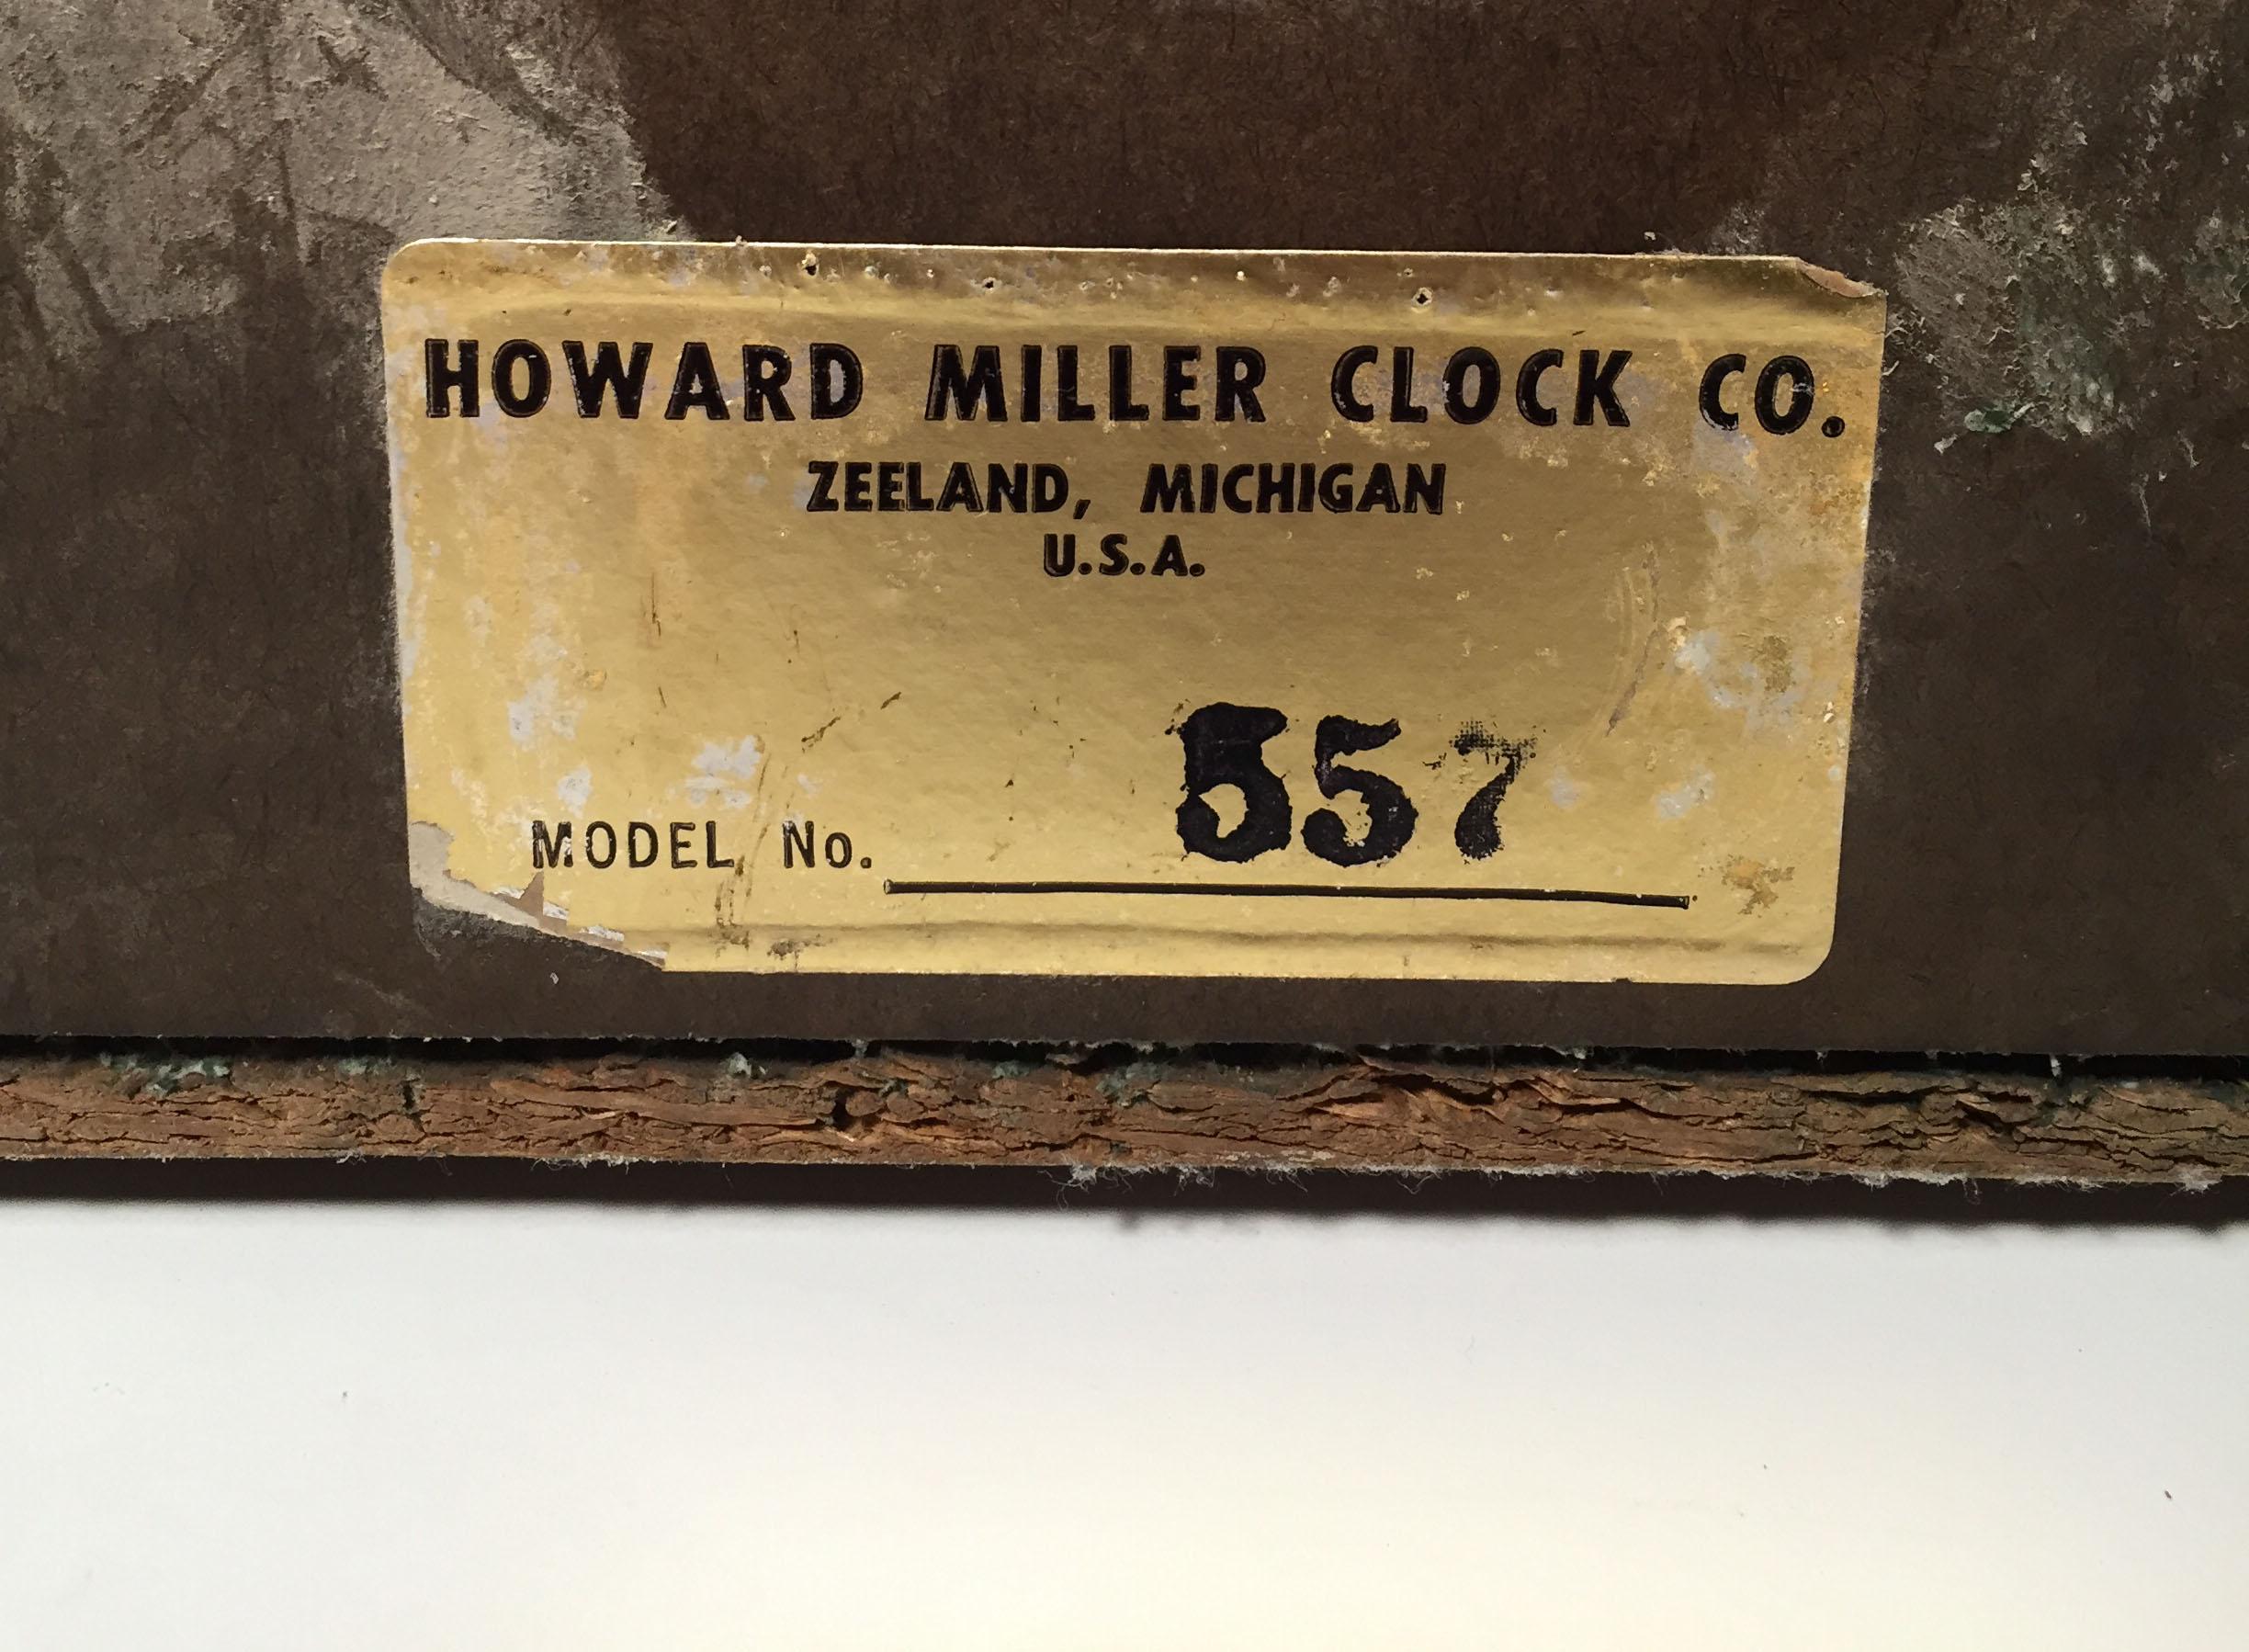 HOWARD MILLER CLOCK CO.
ZEELAND, MICHIGAN
U.S.A.
MODEL No. 557